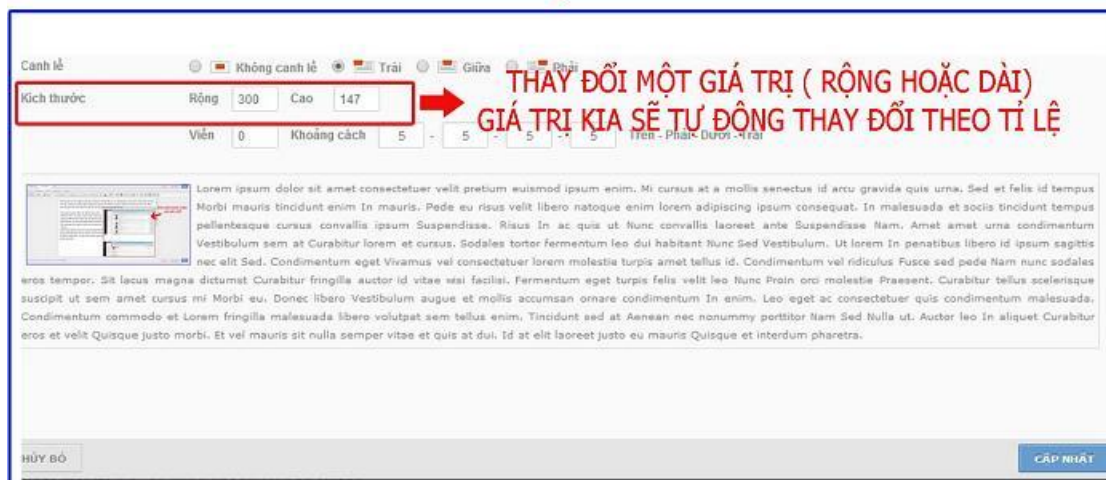 Canh lề Không canh lề Trái Giữa Phải
THAY ĐỔI MỘT GIÁ TRỊ ( RỘNG HOẶC DÀI)
Kích thước Rộng 300 Cao 147
GIÁ TRỊ KIA SẼ TỰ ĐỘNG THAY ĐỔI THEO TỈ LỆ
Viền 0 Khoảng cách 5 - 5 - 5 - 5 Trên - Phải - Dưới - Trái
Lorem ipsum dolor sit amet consectetuer velit pretium euismod ipsum enim. Mi cursus at a mollis senectus id arcu gravida quis urna. Sed et felis id tempus
Morbi mauris tincidunt enim In mauris. Pede eu risus velit libero natoque enim lorem adipiscing ipsum consequat. In malesuada et sociis tincidunt tempus
pellentesque cursus convallis ipsum Suspendisse. Risus In ac quis ut Nunc convallis laoreet ante Suspendisse Nam. Amet amet urna condimentum
Vestibulum sem at Curabitur lorem et cursus. Sodales tortor fermentum leo dui habitant Nunc Sed Vestibulum. Ut lorem In penatibus libero id ipsum sagittis
nec elit Sed. Condimentum eget Vivamus vel consectetuer lorem molestie turpis amet tellus id. Condimentum vel ridiculus Fusce sed pede Nam nunc sodales
eros tempor. Sit lacus magna dictumst Curabitur fringilla auctor id vitae wisi facilisi. Fermentum eget turpis felis velit leo Nunc Proin orci molestie Praesent. Curabitur tellus scelerisque
suscipit ut sem amet cursus mi Morbi eu. Donec libero Vestibulum augue et mollis accumsan ornare condimentum In enim. Leo eget ac consectetuer quis condimentum malesuada.
Condimentum commodo et Lorem fringilla malesuada libero volutpat sem tellus enim. Tincidunt sed at Aenean nec nonummy porttitor Nam Sed Nulla ut. Auctor leo In aliquet Curabitur
eros et velit Quisque justo morbi. Et vel mauris sit nulla semper vitae et quis at dui. Id at elit laoreet justo eu mauris Quisque et interdum pharetra.
HỦY BỎ CẬP NHẬT